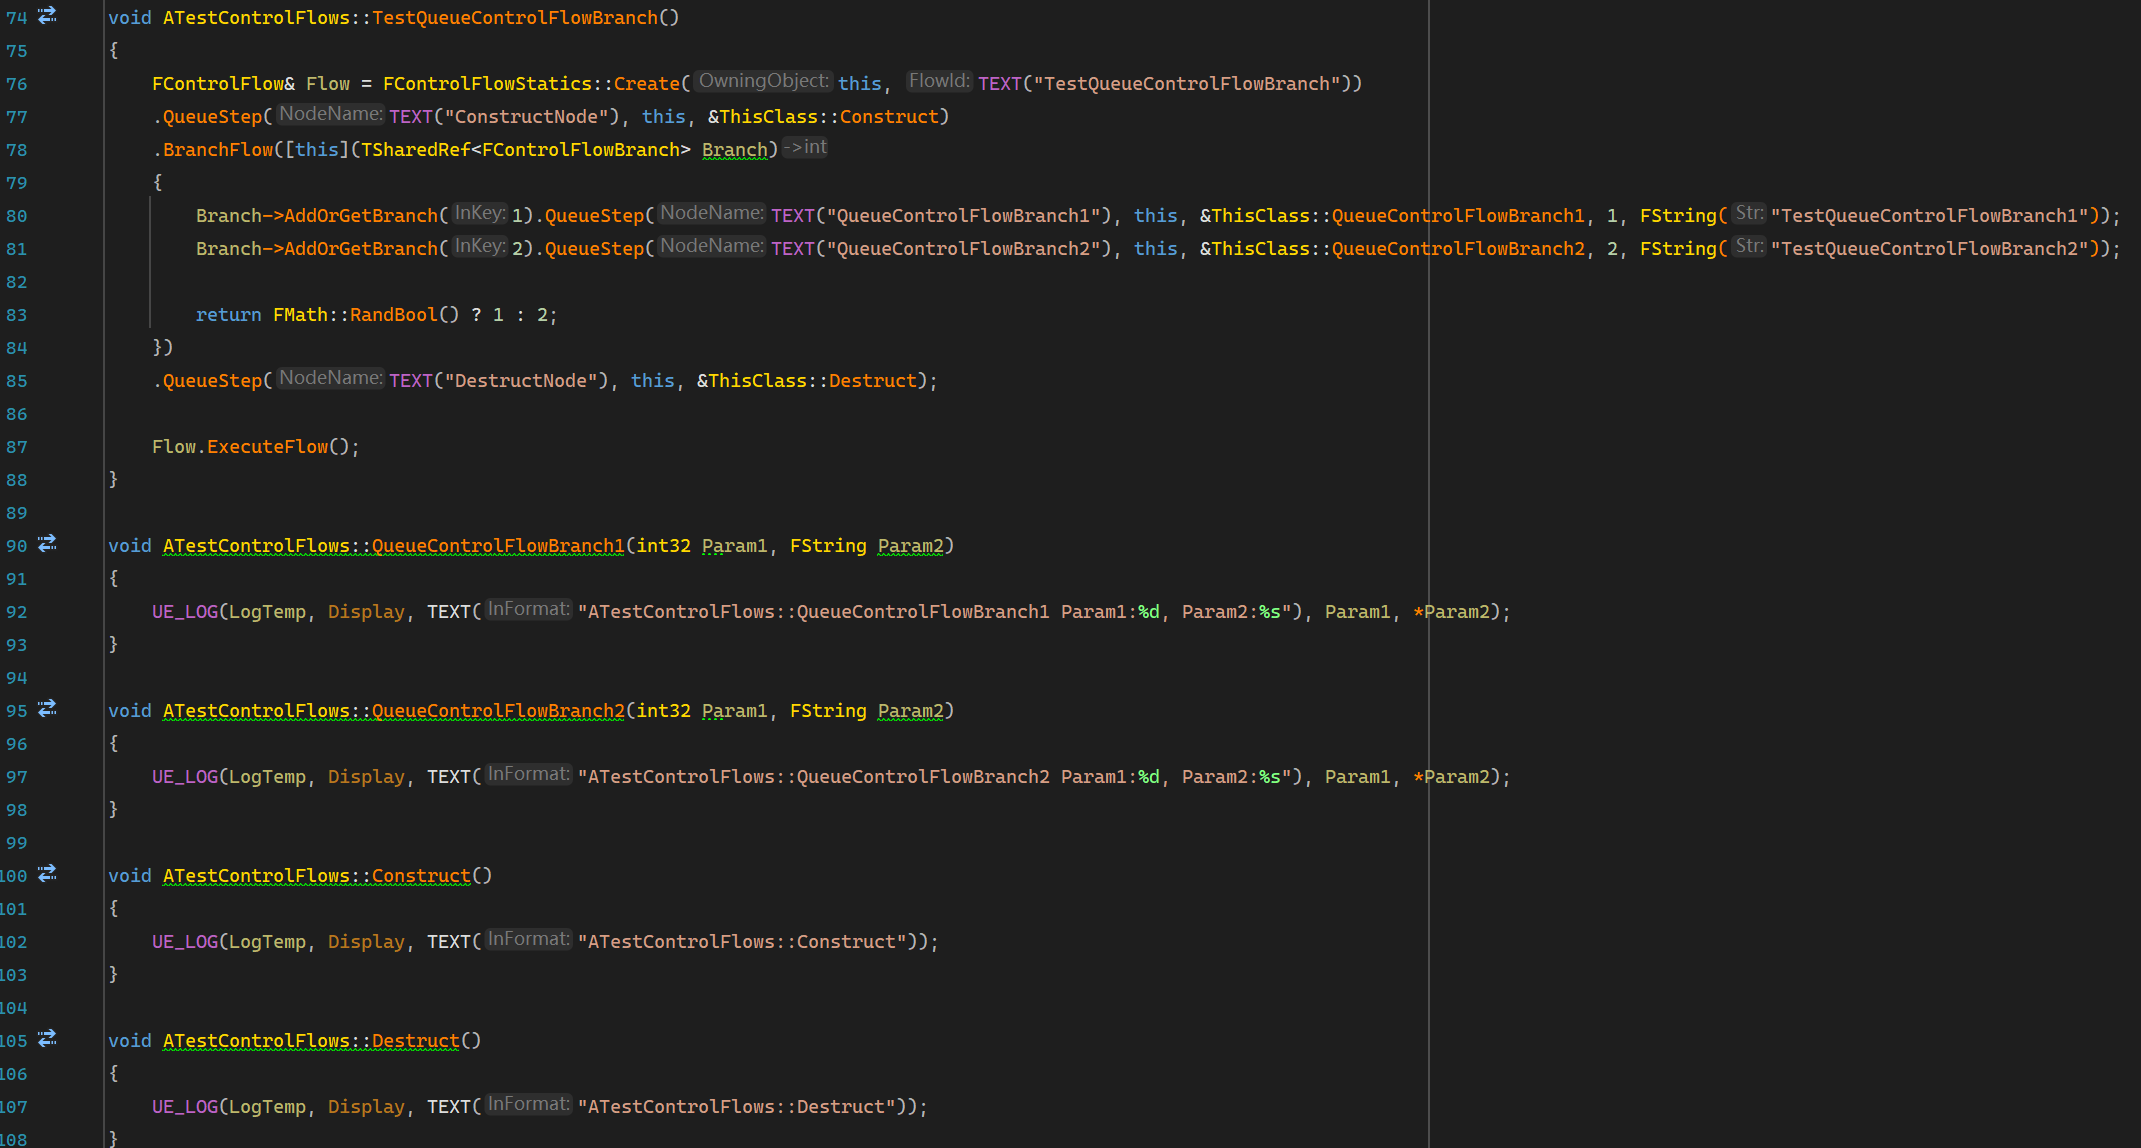 74 void ATestControlFlows::TestQueueControlFlowBranch()
75 {
76 FControlFlow& Flow = FControlFlowStatics::Create(OwningObject: this, FlowId: TEXT("TestQueueControlFlowBranch"))
77 .QueueStep(NodeName: TEXT("ConstructNode"), this, &ThisClass::Construct)
78 .BranchFlow([this](TSharedRef<FControlFlowBranch> Branch) ->int
79 {
80 Branch->AddOrGetBranch(InKey: 1).QueueStep(NodeName: TEXT("QueueControlFlowBranch1"), this, &ThisClass::QueueControlFlowBranch1, 1, FString(Str: "TestQueueControlFlowBranch1"));
81 Branch->AddOrGetBranch(InKey: 2).QueueStep(NodeName: TEXT("QueueControlFlowBranch2"), this, &ThisClass::QueueControlFlowBranch2, 2, FString(Str: "TestQueueControlFlowBranch2"));
82
83 return FMath::RandBool() ? 1 : 2;
84 })
85 .QueueStep(NodeName: TEXT("DestructNode"), this, &ThisClass::Destruct);
86
87 Flow.ExecuteFlow();
88 }
89
90 void ATestControlFlows::QueueControlFlowBranch1(int32 Param1, FString Param2)
91 {
92 UE_LOG(LogTemp, Display, TEXT(InFormat: "ATestControlFlows::QueueControlFlowBranch1 Param1:%d, Param2:%s"), Param1, *Param2);
93 }
94
95 void ATestControlFlows::QueueControlFlowBranch2(int32 Param1, FString Param2)
96 {
97 UE_LOG(LogTemp, Display, TEXT(InFormat: "ATestControlFlows::QueueControlFlowBranch2 Param1:%d, Param2:%s"), Param1, *Param2);
98 }
99
100 void ATestControlFlows::Construct()
101 {
102 UE_LOG(LogTemp, Display, TEXT(InFormat: "ATestControlFlows::Construct"));
103 }
104
105 void ATestControlFlows::Destruct()
106 {
107 UE_LOG(LogTemp, Display, TEXT(InFormat: "ATestControlFlows::Destruct"));
108 }